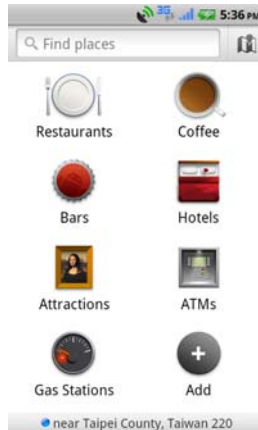 3G 5:36 PM
Find places
Restaurants Coffee
Bars Hotels
Attractions ATMs
Gas Stations Add
near Taipei County, Taiwan 220